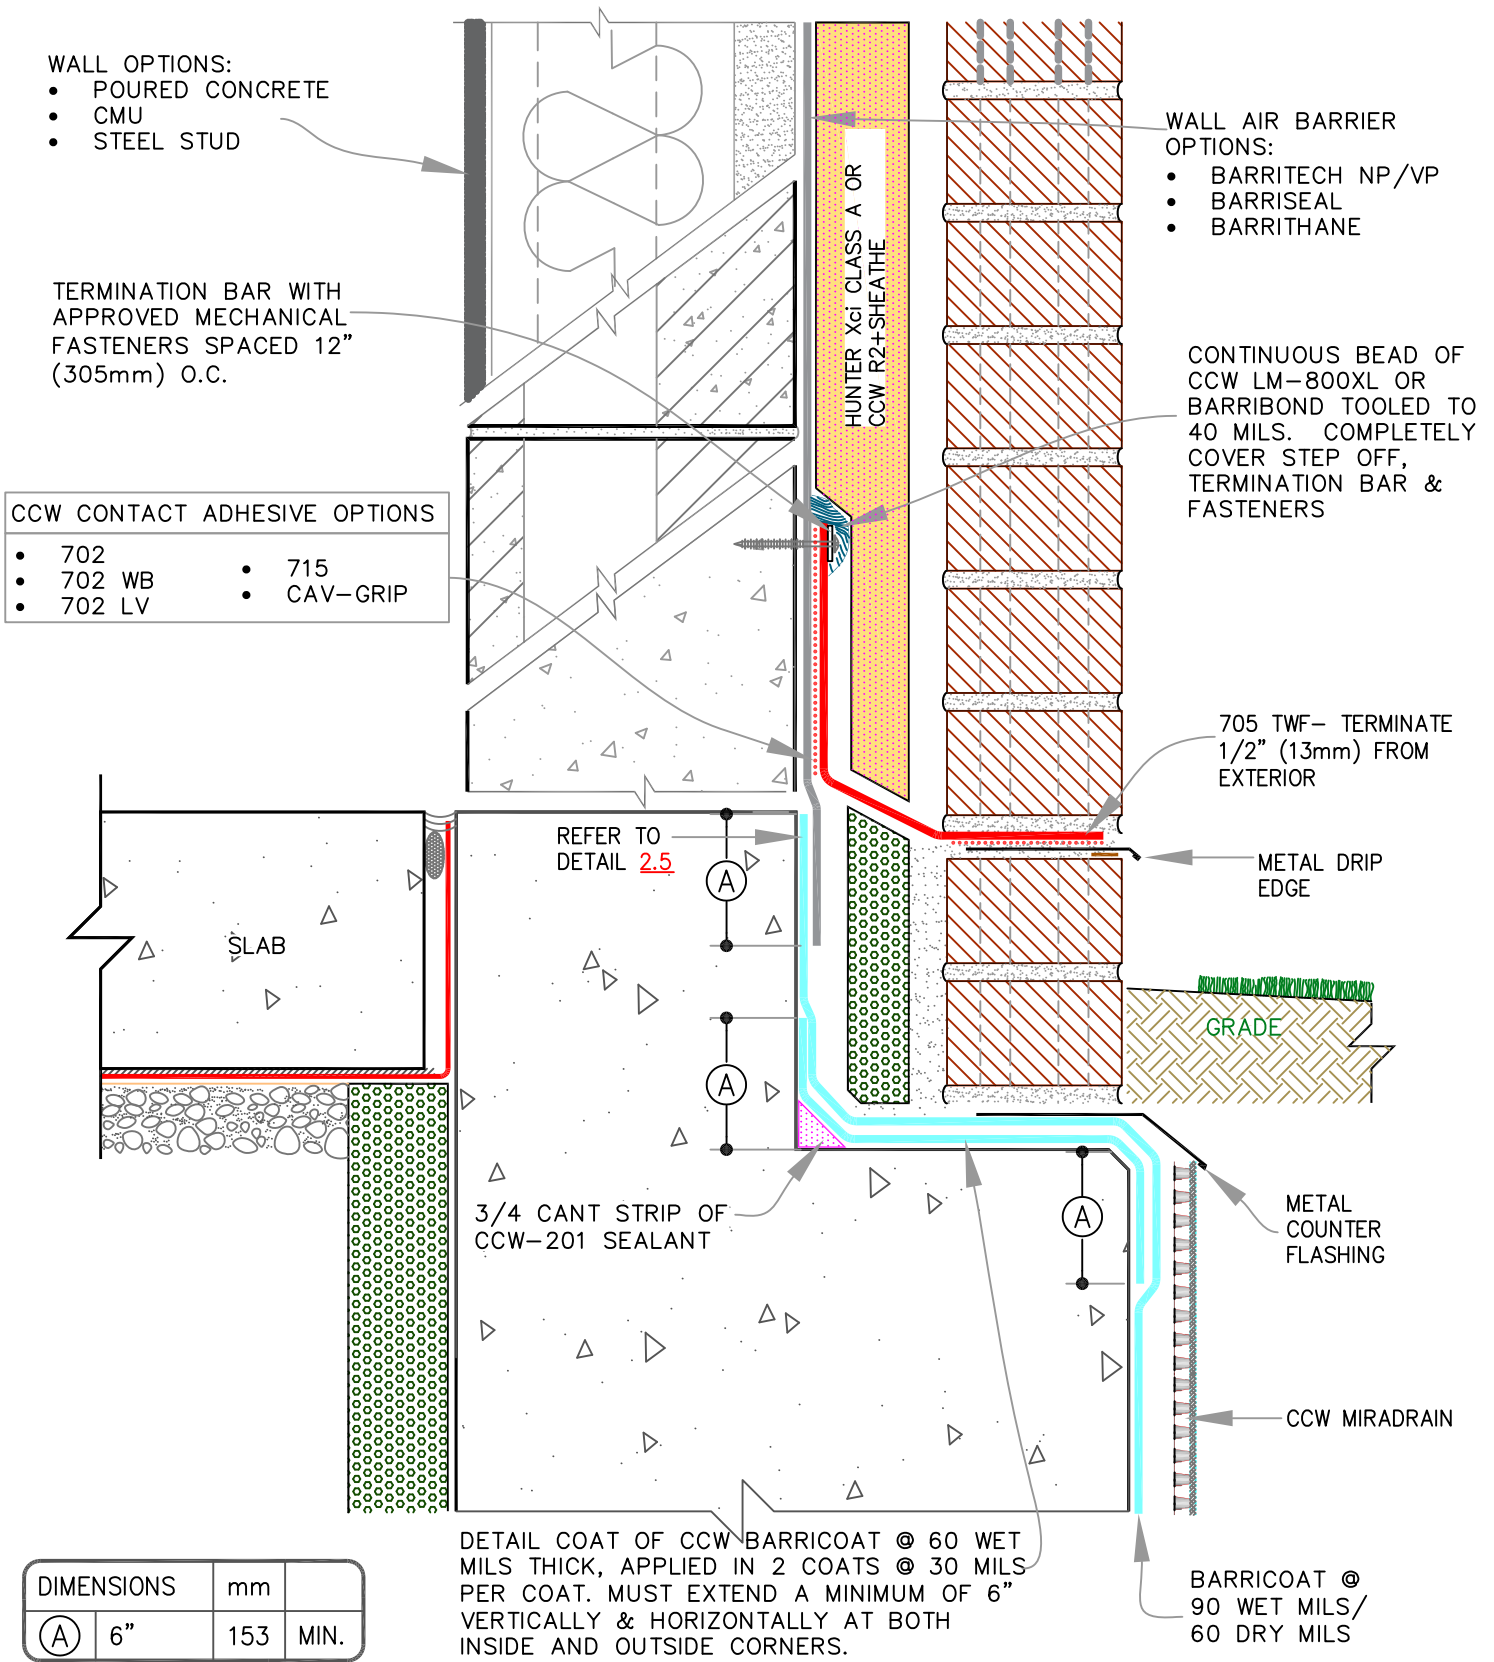 WALL OPTIONS:
• POURED CONCRETE
• CMU
• STEEL STUD
WALL AIR BARRIER
OPTIONS:
• BARRITECH NP/VP
• BARRISEAL
• BARRITHANE
HUNTER Xci CLASS A OR
CCW R2+SHEATHE
TERMINATION BAR WITH
APPROVED MECHANICAL
FASTENERS SPACED 12"
(305mm) O.C.
CONTINUOUS BEAD OF
CCW LM-800XL OR
BARRIBOND TOOLED TO
40 MILS. COMPLETELY
COVER STEP OFF,
TERMINATION BAR &
FASTENERS
CCW CONTACT ADHESIVE OPTIONS
• 702
• 702 WB
• 702 LV
• 715
• CAV-GRIP
705 TWF- TERMINATE
1/2" (13mm) FROM
EXTERIOR
REFER TO
DETAIL 2.5
A
METAL DRIP
EDGE
SLAB
GRADE
A
3/4 CANT STRIP OF
CCW-201 SEALANT
A
METAL
COUNTER
FLASHING
CCW MIRADRAIN
DETAIL COAT OF CCW BARRICOAT @ 60 WET
MILS THICK, APPLIED IN 2 COATS @ 30 MILS
PER COAT. MUST EXTEND A MINIMUM OF 6"
VERTICALLY & HORIZONTALLY AT BOTH
INSIDE AND OUTSIDE CORNERS.
BARRICOAT @
90 WET MILS/
60 DRY MILS
DIMENSIONS mm
A 6" 153 MIN.